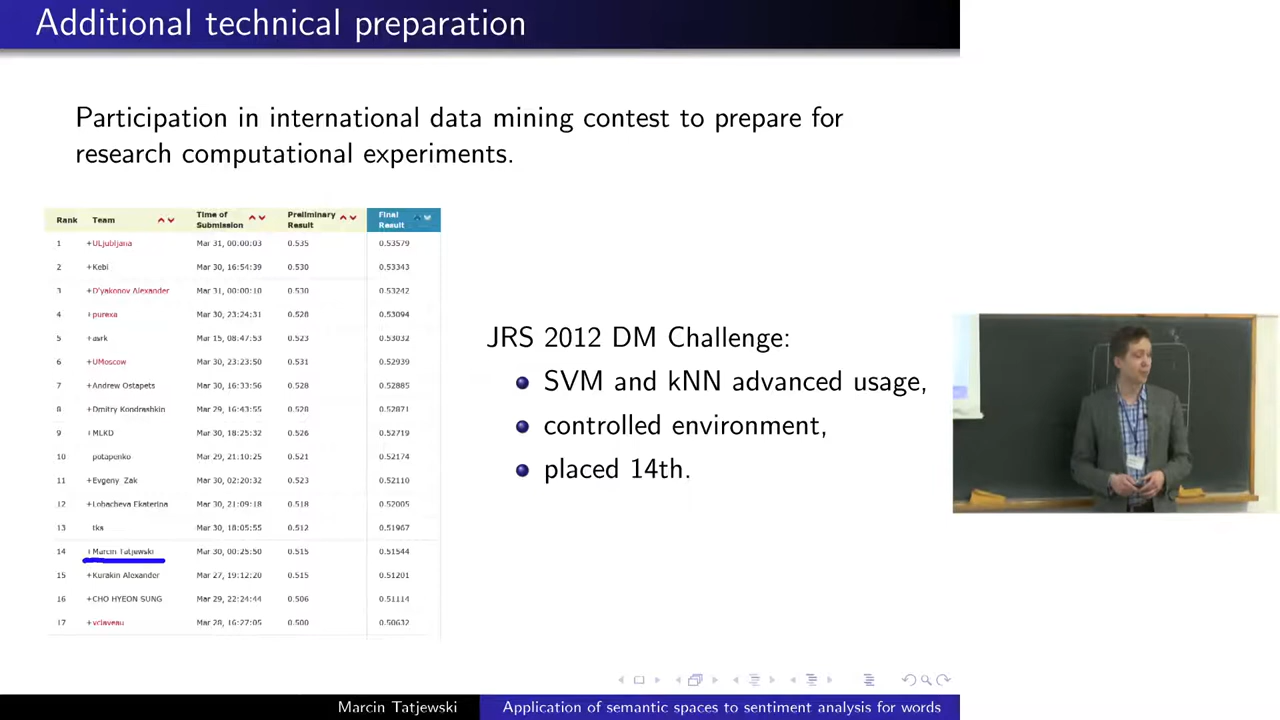 Additional technical preparation
Participation in international data mining contest to prepare for
research computational experiments.
Rank Team Time of Submission Preliminary Result Final Result
1 +ULjubljana Mar 31, 00:00:03 0.535 0.53579
2 +Kebi Mar 30, 16:54:39 0.530 0.53343
3 +D'yakonov Alexander Mar 31, 00:00:10 0.530 0.53242
4 +purexa Mar 30, 23:24:31 0.528 0.53094
5 +asrk Mar 15, 08:47:53 0.523 0.53032
6 +UMoscow Mar 30, 23:23:50 0.531 0.52939
7 +Andrew Ostapets Mar 30, 16:33:56 0.528 0.52885
8 +Dmitry Kondrashkin Mar 29, 16:43:55 0.528 0.52871
9 +MLKD Mar 30, 18:25:32 0.526 0.52719
10 potapenko Mar 29, 21:10:25 0.521 0.52174
11 +Evgeny Zak Mar 30, 02:20:32 0.523 0.52110
12 +Lobacheva Ekaterina Mar 30, 21:09:18 0.518 0.52005
13 tks Mar 30, 18:05:55 0.512 0.51967
14 +Marcin Tatjewski Mar 30, 00:25:50 0.515 0.51544
15 +Kurakin Alexander Mar 27, 19:12:20 0.515 0.51201
16 +CHO HYEON SUNG Mar 29, 22:24:44 0.506 0.51114
17 +vclaveau Mar 28, 16:27:05 0.500 0.50632
JRS 2012 DM Challenge:
SVM and kNN advanced usage,
controlled environment,
placed 14th.
Marcin Tatjewski Application of semantic spaces to sentiment analysis for words